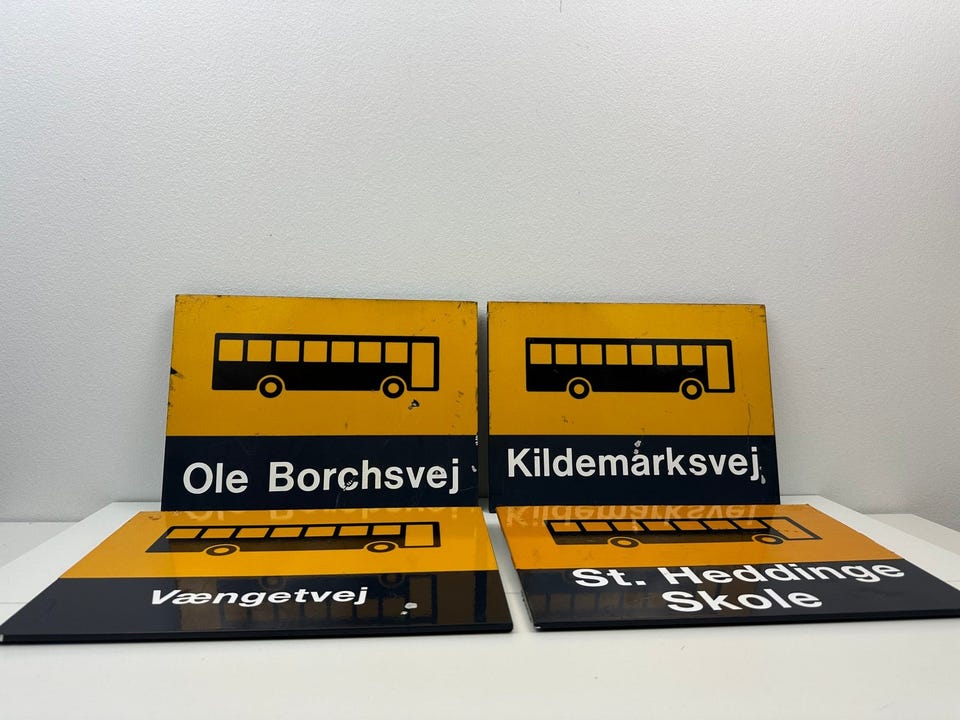 Ole Borchsvej
Kildemarksvej
Vængetvej
St. Heddinge
Skole